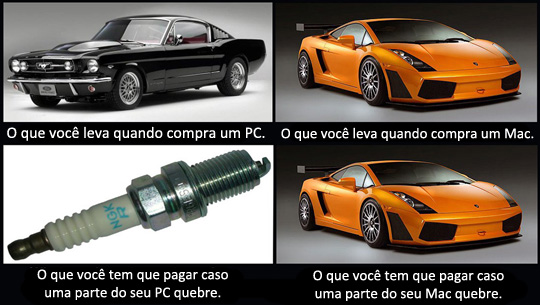 O que você leva quando compra um PC.
O que você leva quando compra um Mac.
NGK
O que você tem que pagar caso
uma parte do seu PC quebre.
O que você tem que pagar caso
uma parte do seu Mac quebre.